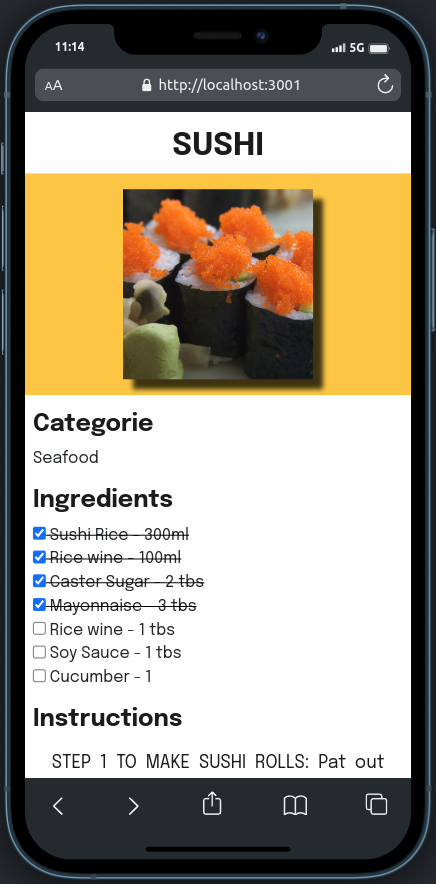 11:14
5G
AA
http://localhost:3001
SUSHI
Categorie
Seafood
Ingredients
Sushi Rice - 300ml
Rice wine - 100ml
Caster Sugar - 2 tbs
Mayonnaise - 3 tbs
Rice wine - 1 tbs
Soy Sauce - 1 tbs
Cucumber - 1
Instructions
STEP 1 TO MAKE SUSHI ROLLS: Pat out